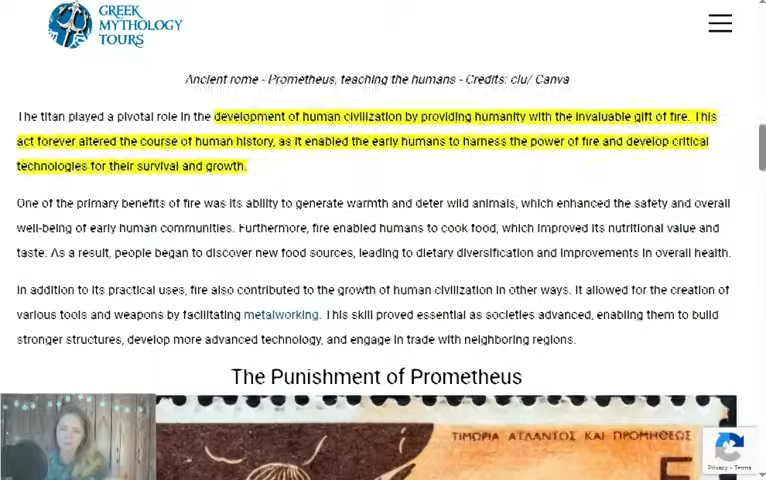 GREEK
MYTHOLOGY
TOURS
Ancient rome - Prometheus, teaching the humans - Credits: clu/ Canva
The titan played a pivotal role in the development of human civilization by providing humanity with the invaluable gift of fire. This
act forever altered the course of human history, as it enabled the early humans to harness the power of fire and develop critical
technologies for their survival and growth.
One of the primary benefits of fire was its ability to generate warmth and deter wild animals, which enhanced the safety and overall
well-being of early human communities. Furthermore, fire enabled humans to cook food, which improved its nutritional value and
taste. As a result, people began to discover new food sources, leading to dietary diversification and improvements in overall health.
In addition to its practical uses, fire also contributed to the growth of human civilization in other ways. It allowed for the creation of
various tools and weapons by facilitating metalworking. This skill proved essential as societies advanced, enabling them to build
stronger structures, develop more advanced technology, and engage in trade with neighboring regions.
The Punishment of Prometheus
ΤΙΜΩΡΙΑ ΑΤΛΑΝΤΟΣ ΚΑΙ ΠΡΟΜΗΘΕΩΣ
Privacy - Terms